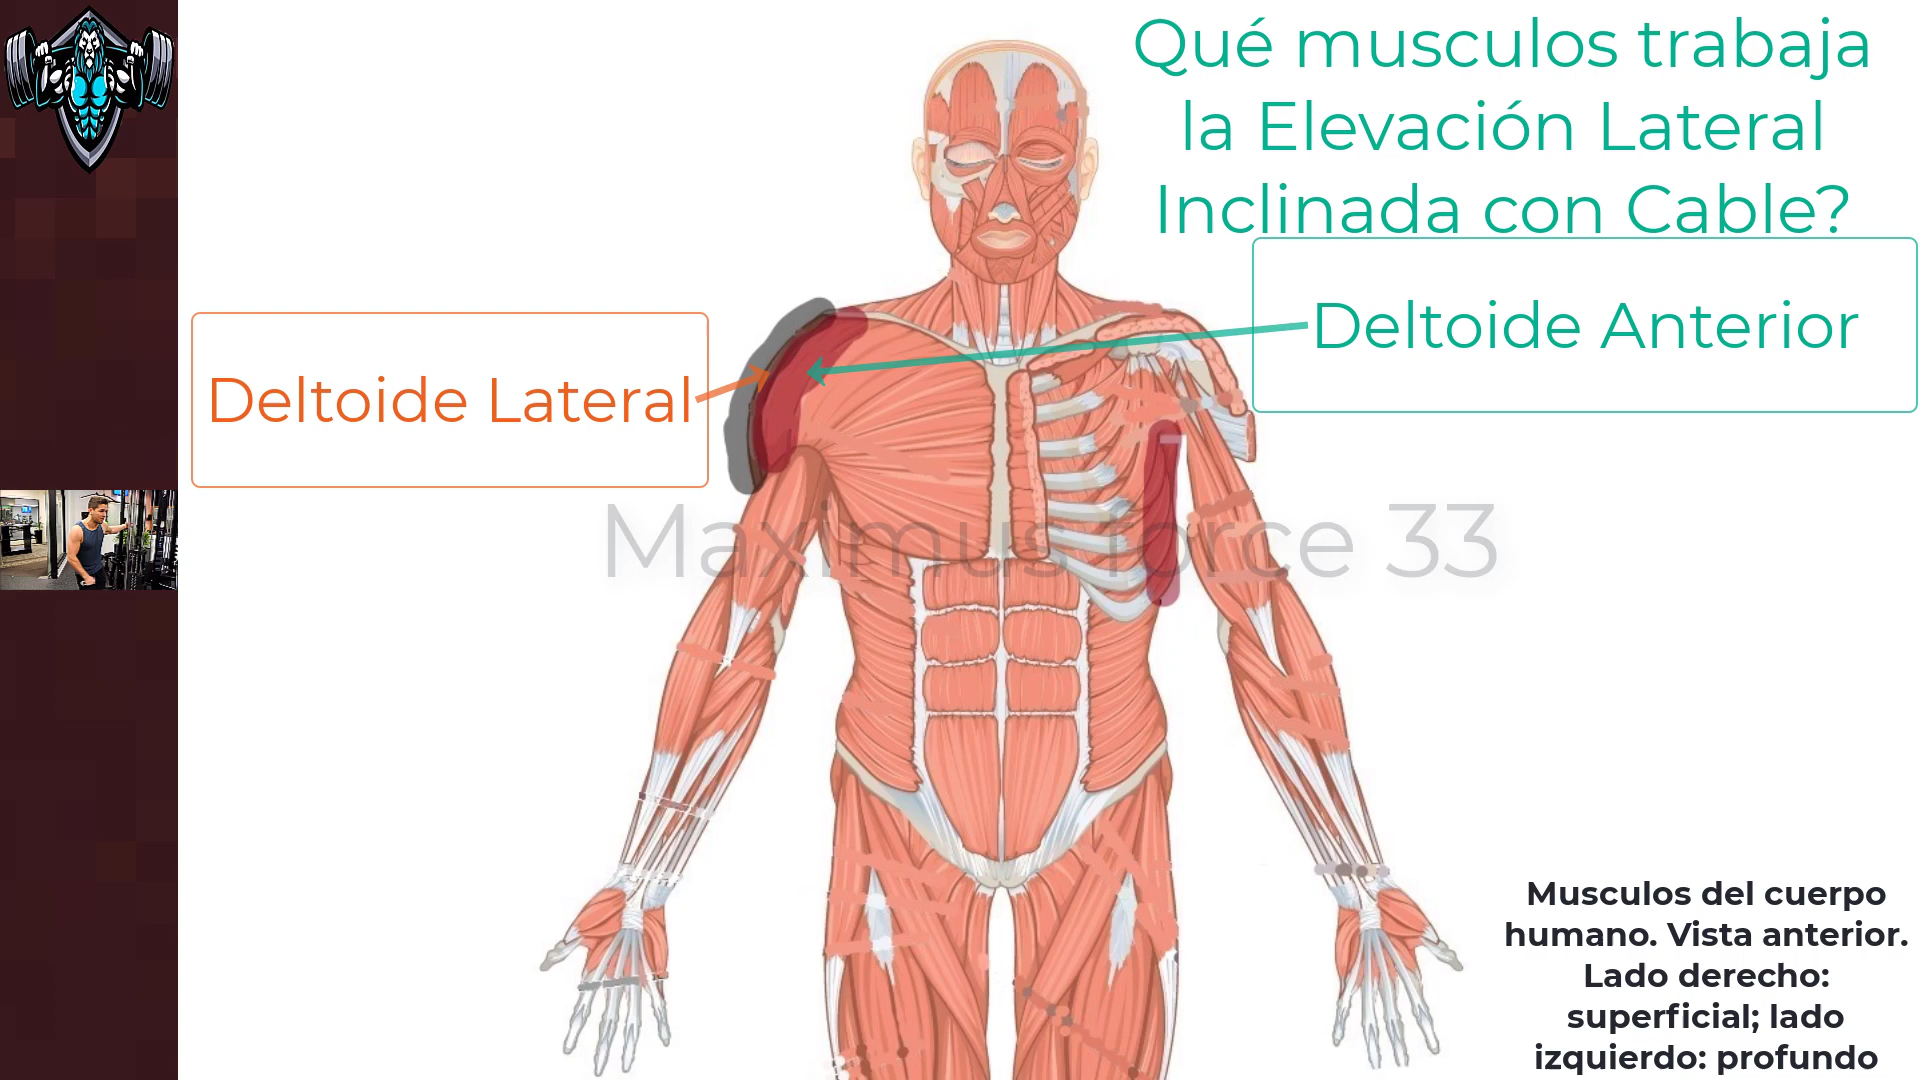 Qué musculos trabaja
la Elevación Lateral
Inclinada con Cable?
Deltoide Anterior
Deltoide Lateral
Maximus force 33
Musculos del cuerpo
humano. Vista anterior.
Lado derecho:
superficial; lado
izquierdo: profundo